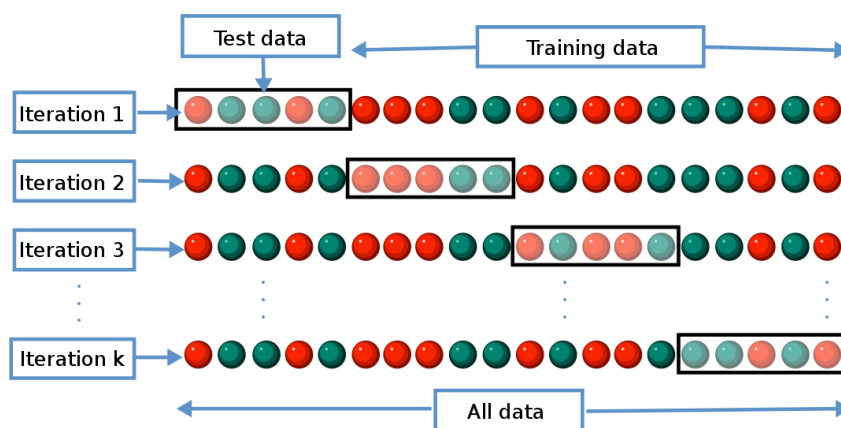 Test data
Training data
Iteration 1
Iteration 2
Iteration 3
Iteration k
All data